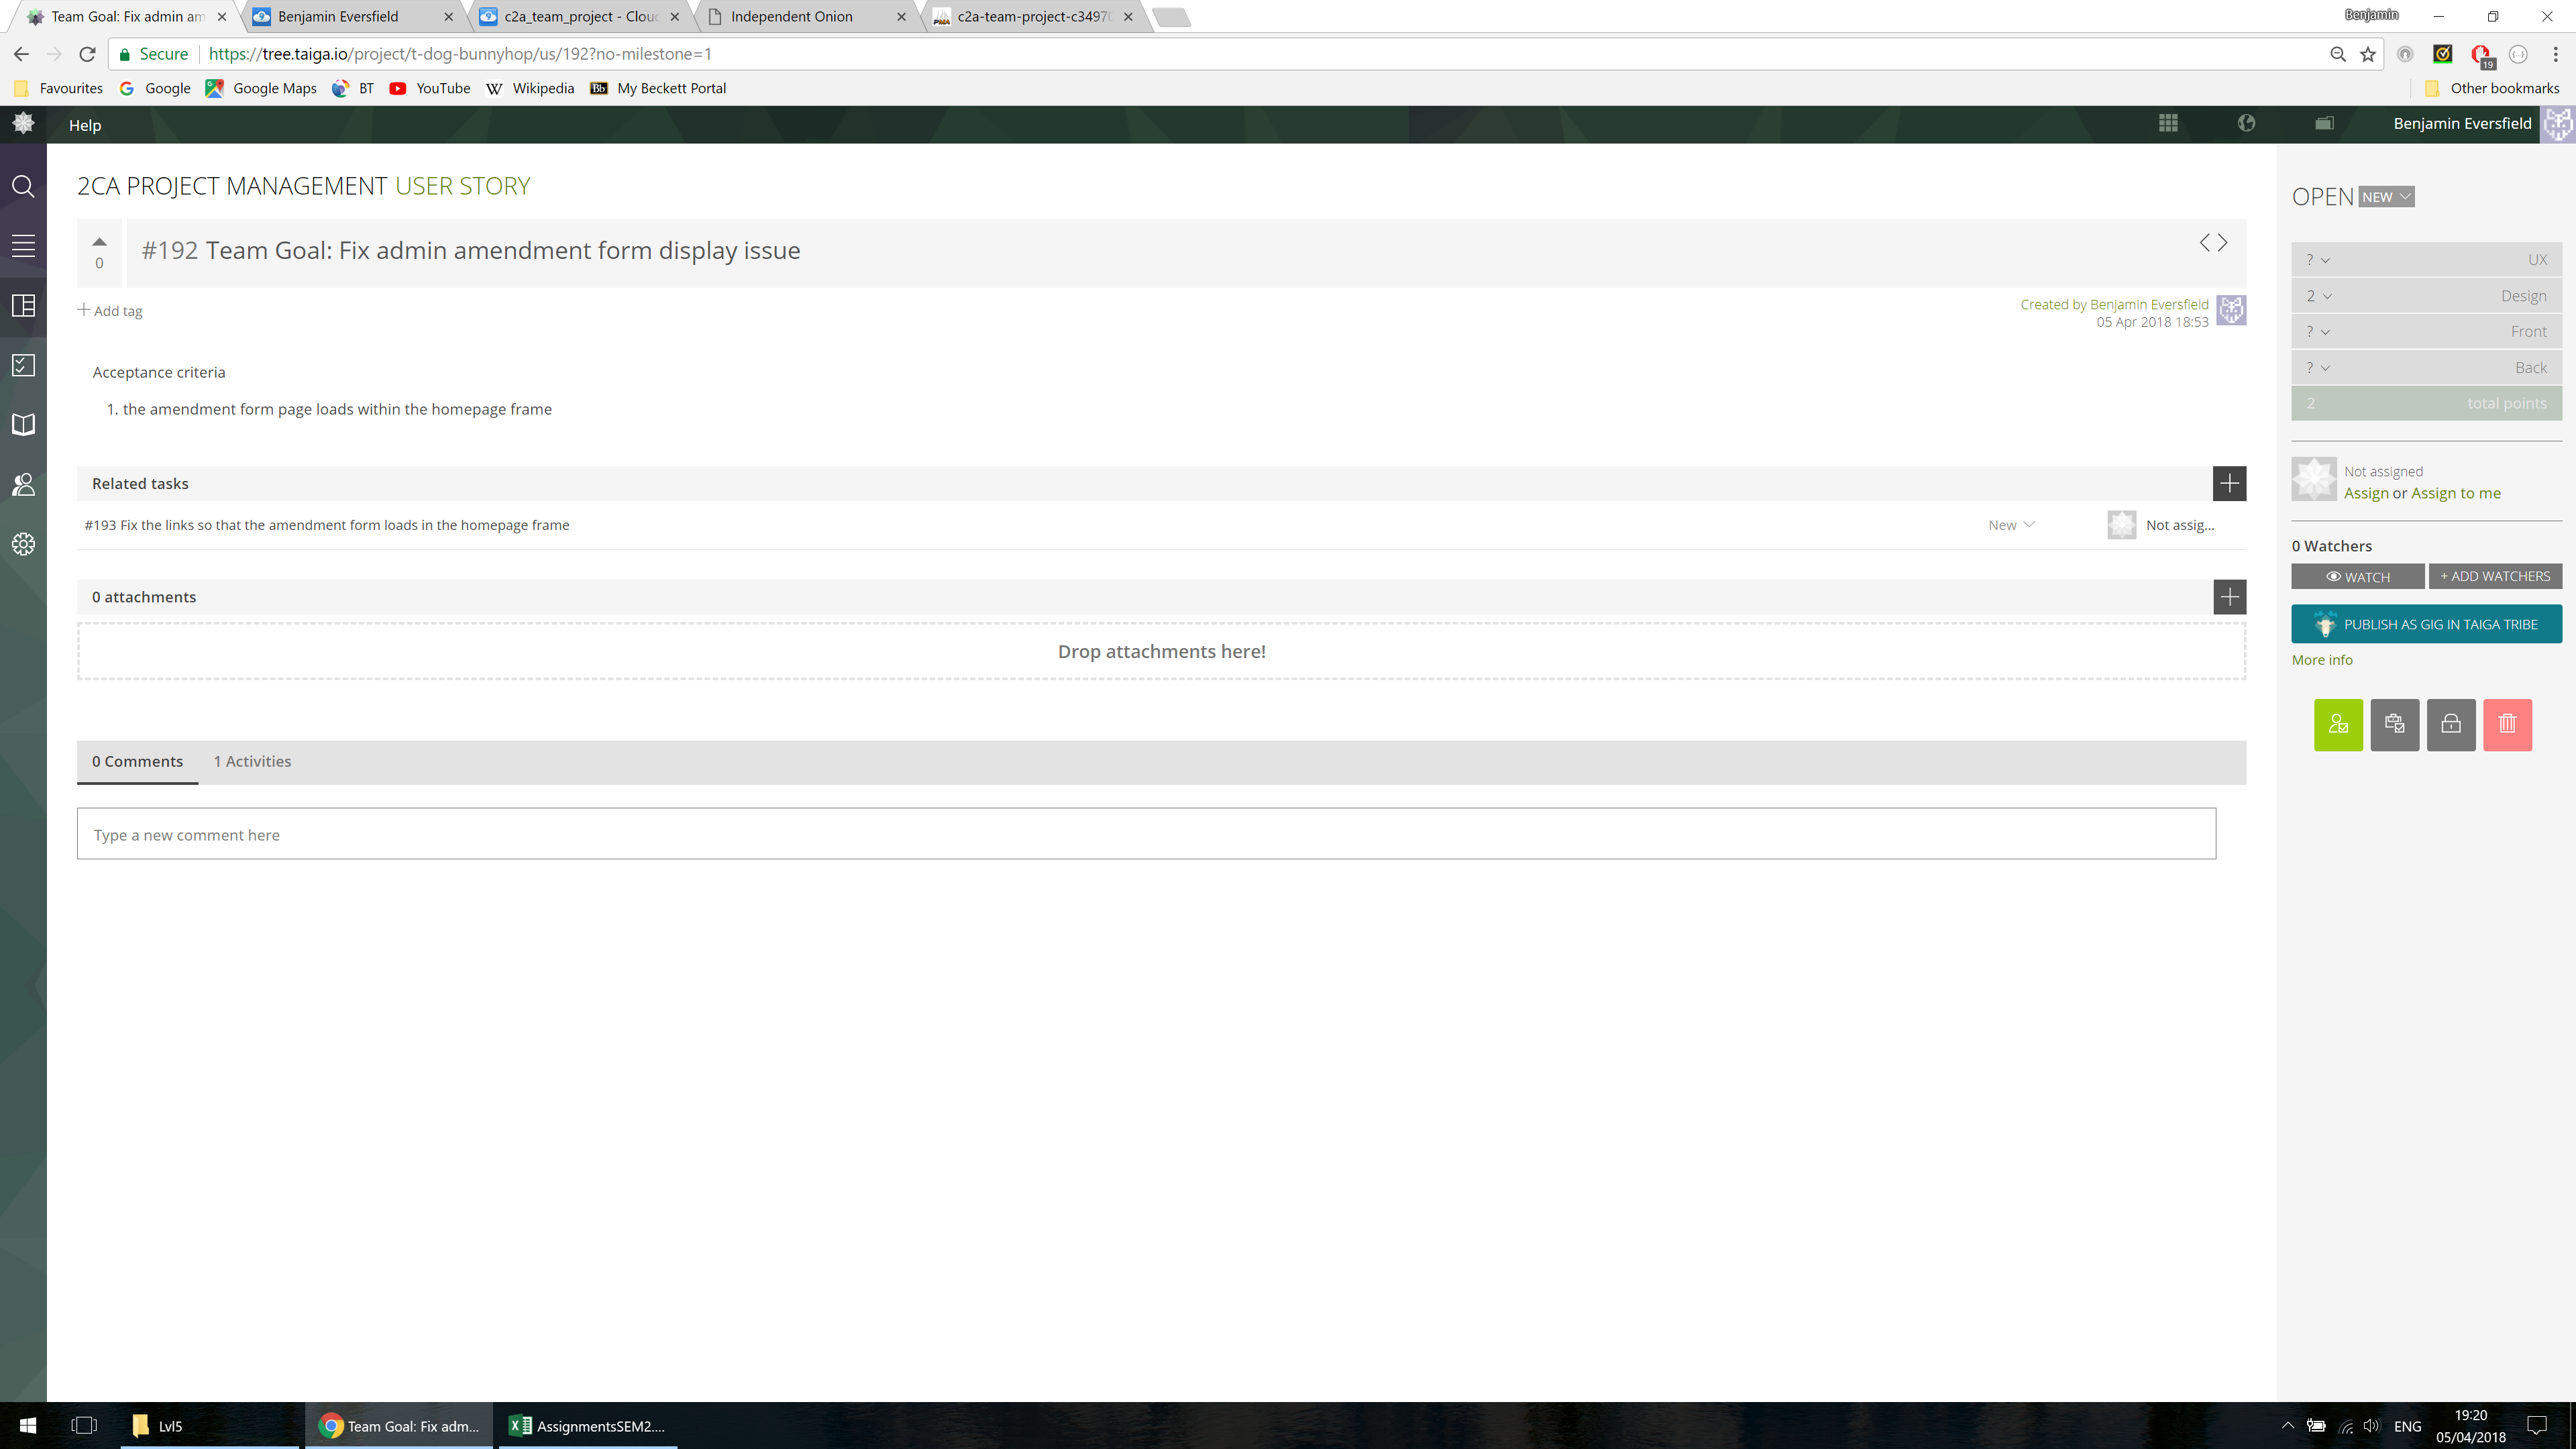 Team Goal: Fix admin am
Benjamin Eversfield
c2a_team_project - Clou
Independent Onion
c2a-team-project-c3497
Benjamin
Secure https://tree.taiga.io/project/t-dog-bunnyhop/us/192?no-milestone=1
19
Favourites Google Google Maps BT YouTube Wikipedia My Beckett Portal Other bookmarks
Help
Benjamin Eversfield
2CA PROJECT MANAGEMENT USER STORY
0
#192 Team Goal: Fix admin amendment form display issue
Add tag
Created by Benjamin Eversfield
05 Apr 2018 18:53
Acceptance criteria
1. the amendment form page loads within the homepage frame
Related tasks
#193 Fix the links so that the amendment form loads in the homepage frame
New
Not assig...
0 attachments
Drop attachments here!
0 Comments
1 Activities
Type a new comment here
OPEN NEW
? UX
2 Design
? Front
? Back
2 total points
Not assigned
Assign or Assign to me
0 Watchers
WATCH
+ ADD WATCHERS
PUBLISH AS GIG IN TAIGA TRIBE
More info
Lvl5
Team Goal: Fix adm...
AssignmentsSEM2....
ENG
19:20
05/04/2018